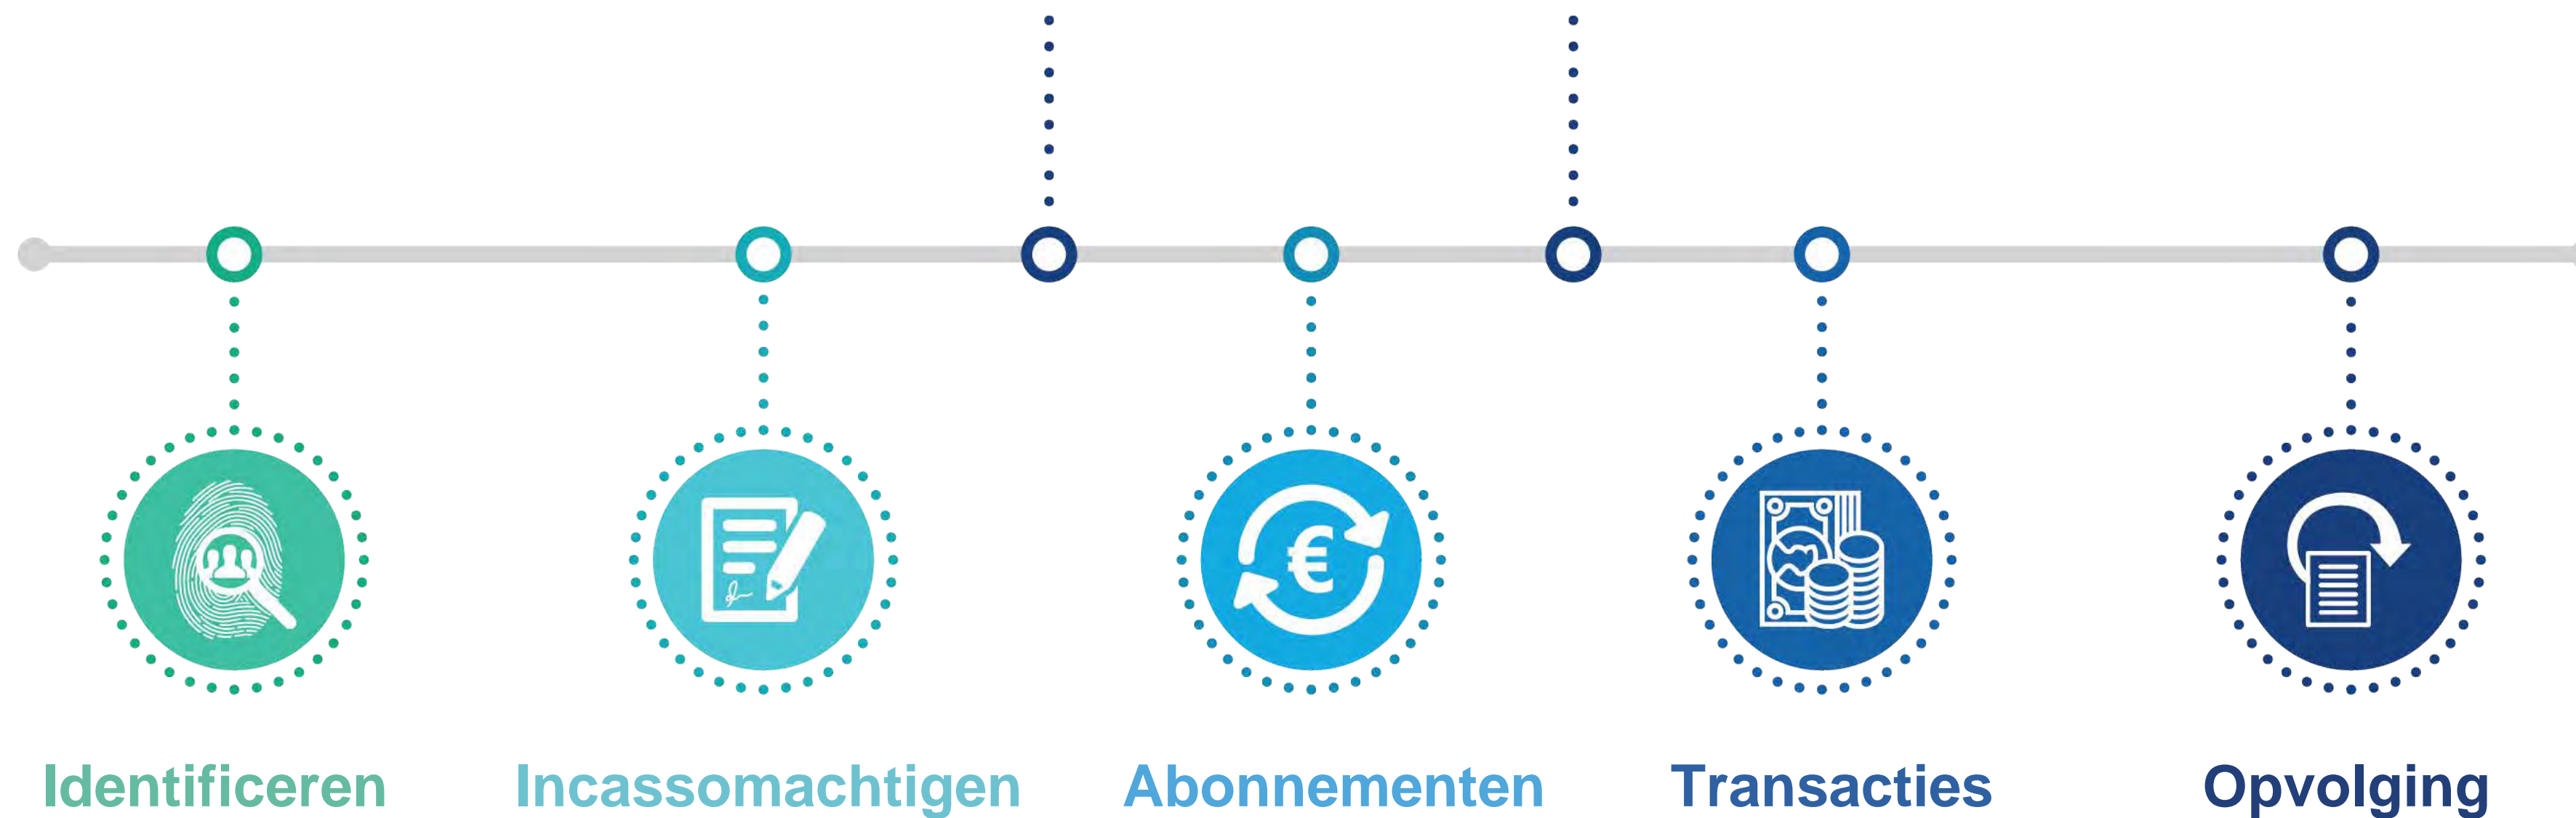 Identificeren
Incassomachtigen
Abonnementen
Transacties
Opvolging